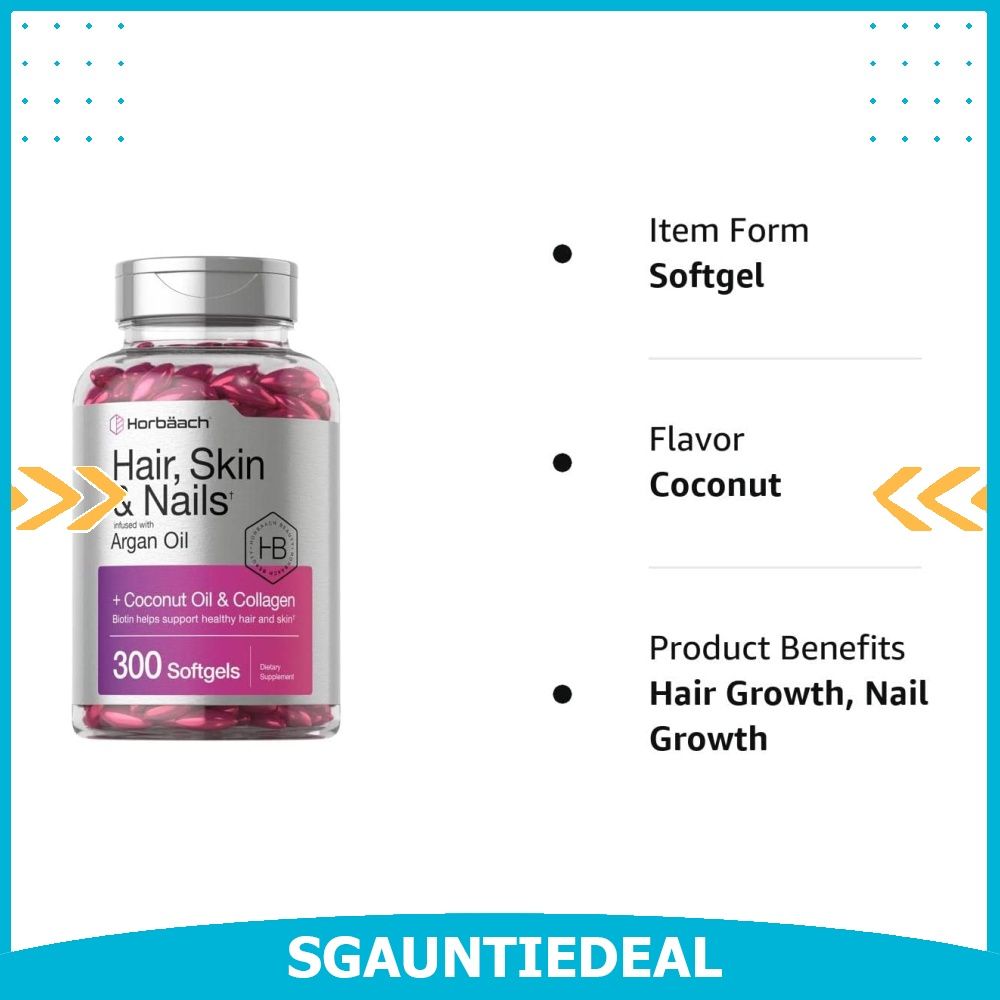 Horbäach
Hair, Skin
& Nails†
infused with
Argan Oil
HB
+ Coconut Oil & Collagen
Biotin helps support healthy hair and skin†
300 Softgels
Dietary
Supplement
Item Form
Softgel
Flavor
Coconut
Product Benefits
Hair Growth, Nail
Growth
SGAUNTIEDEAL